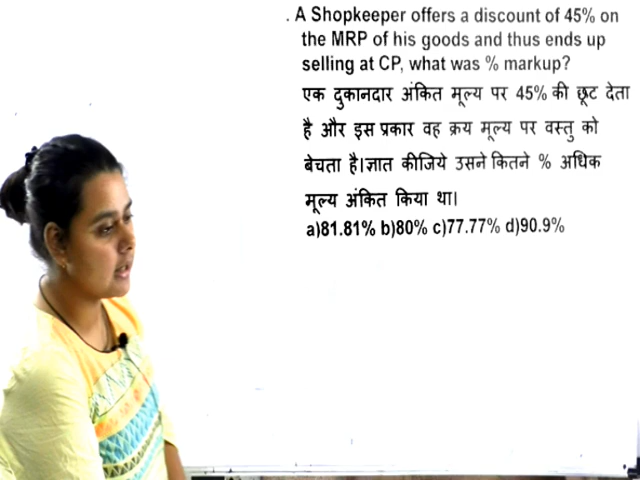 . A Shopkeeper offers a discount of 45% on
the MRP of his goods and thus ends up
selling at CP, what was % markup?
एक दुकानदार अंकित मूल्य पर 45% की छूट देता
है और इस प्रकार वह क्रय मूल्य पर वस्तु को
बेचता है।ज्ञात कीजिये उसने कितने % अधिक
मूल्य अंकित किया था।
a)81.81% b)80% c)77.77% d)90.9%